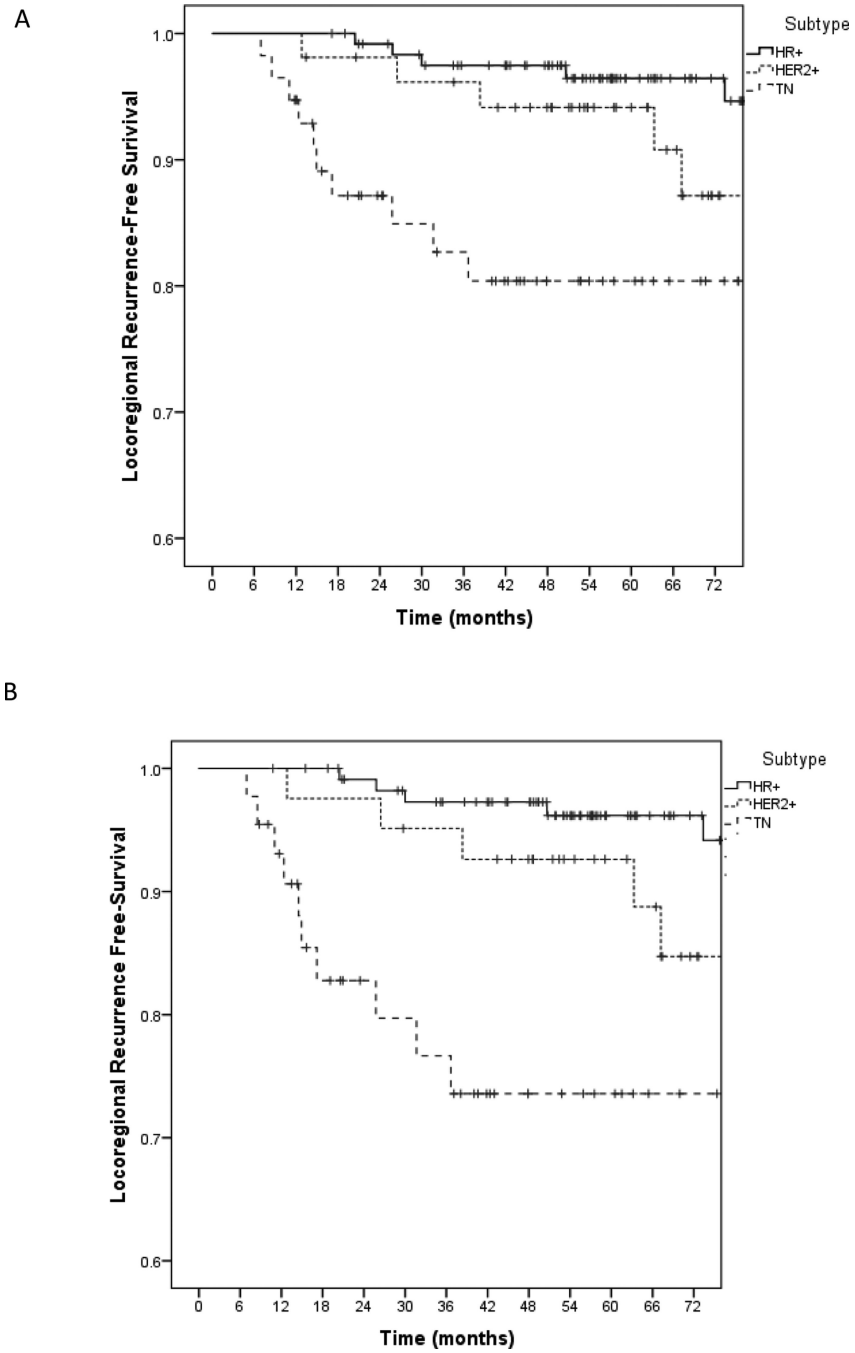 A
Subtype
HR+
HER2+
TN
1.0
0.9
0.8
0.7
0.6
Locoregional Recurrence-Free Surivival
0 6 12 18 24 30 36 42 48 54 60 66 72
Time (months)
B
Subtype
HR+
HER2+
TN
1.0
0.9
0.8
0.7
0.6
Locoregional Recurrence Free-Survival
0 6 12 18 24 30 36 42 48 54 60 66 72
Time (months)